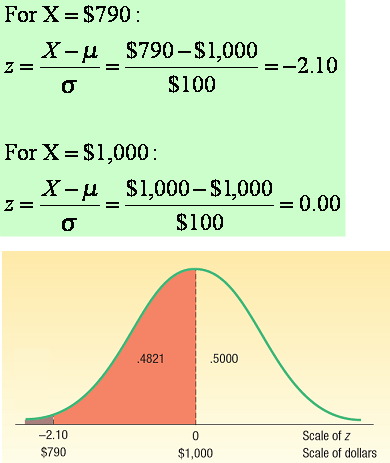 For X = $790 :
z = X − μ / σ = $790 − $1,000 / $100 = −2.10
For X = $1,000 :
z = X − μ / σ = $1,000 − $1,000 / $100 = 0.00
.4821 .5000
−2.10 0 Scale of z
$790 $1,000 Scale of dollars